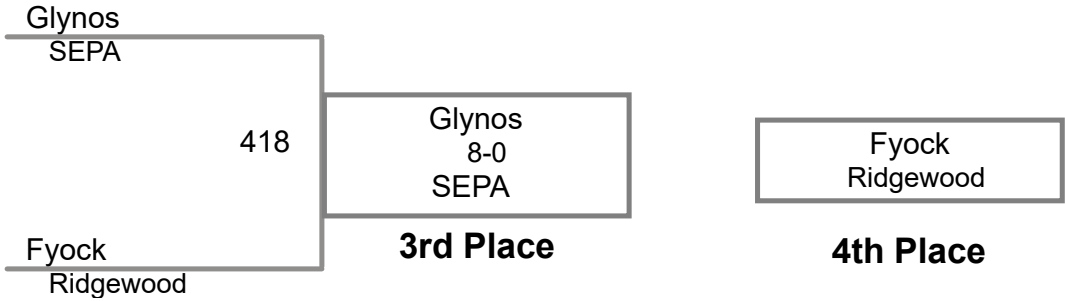 Glynos
SEPA
418
Fyock
Ridgewood
Glynos
8-0
SEPA
3rd Place
Fyock
Ridgewood
4th Place